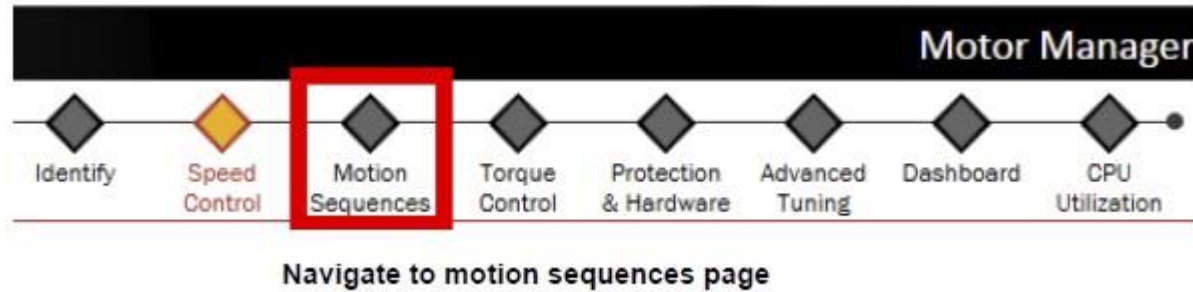 Motor Manager
Identify
Speed
Control
Motion
Sequences
Torque
Control
Protection
& Hardware
Advanced
Tuning
Dashboard
CPU
Utilization
Navigate to motion sequences page